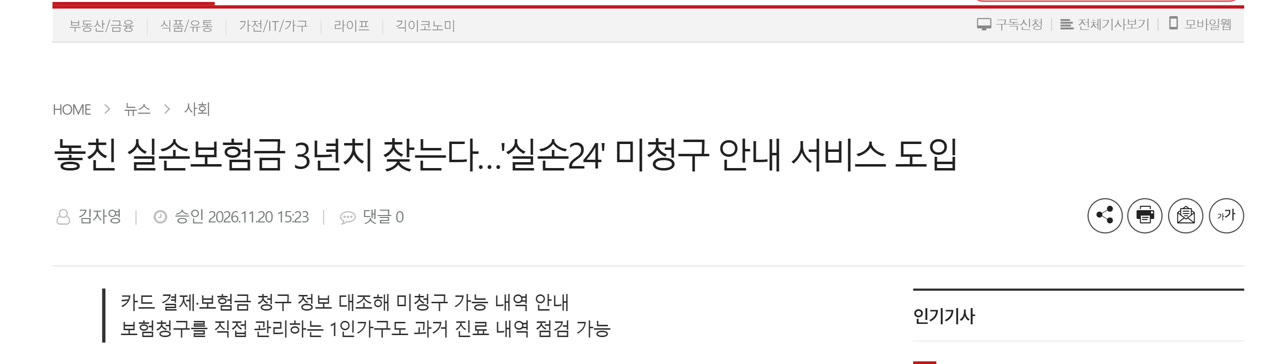 부동산/금융 식품/유통 가전/IT/가구 라이프 긱이코노미 구독신청 전체기사보기 모바일웹
HOME > 뉴스 > 사회
놓친 실손보험금 3년치 찾는다…'실손24' 미청구 안내 서비스 도입
김자영 승인 2026.11.20 15:23 댓글 0
가가
카드 결제·보험금 청구 정보 대조해 미청구 가능 내역 안내
보험청구를 직접 관리하는 1인가구도 과거 진료 내역 점검 가능
인기기사